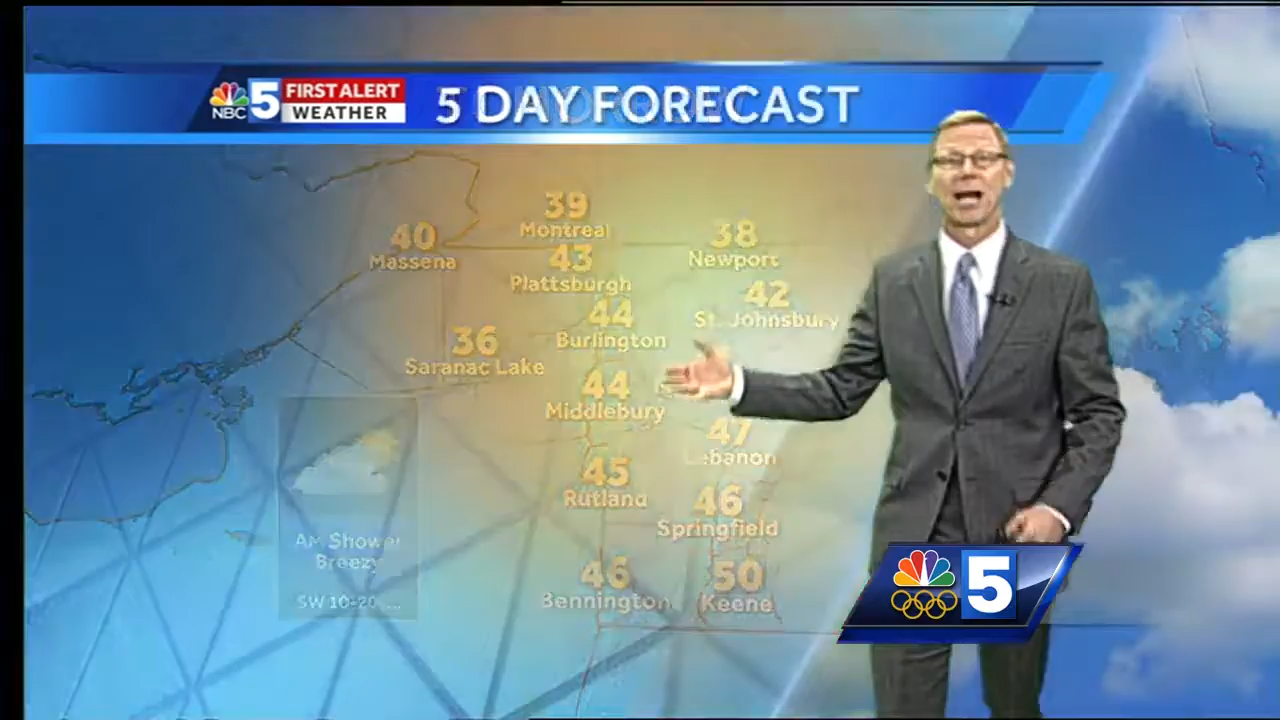 NBC 5 FIRST ALERT WEATHER
5 DAY FORECAST
39
Montreal
40
Massena
38
Newport
43
Plattsburgh
42
St. Johnsbury
44
Burlington
36
Saranac Lake
44
Middlebury
47
Lebanon
45
Rutland
46
Springfield
AM Shower
Breezy
SW 10-20 ...
46
Bennington
50
Keene
5